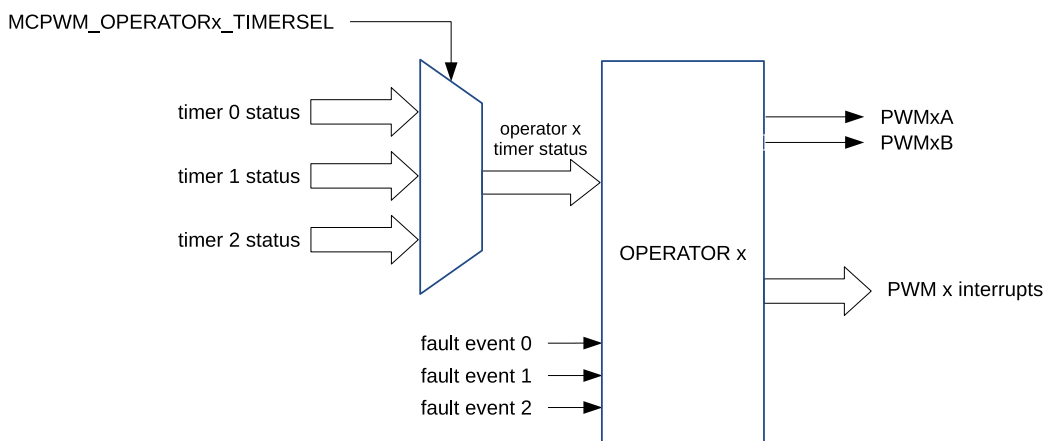 MCPWM_OPERATORx_TIMERSEL
timer 0 status
timer 1 status
timer 2 status
operator x
timer status
OPERATOR x
PWMxA
PWMxB
PWM x interrupts
fault event 0
fault event 1
fault event 2